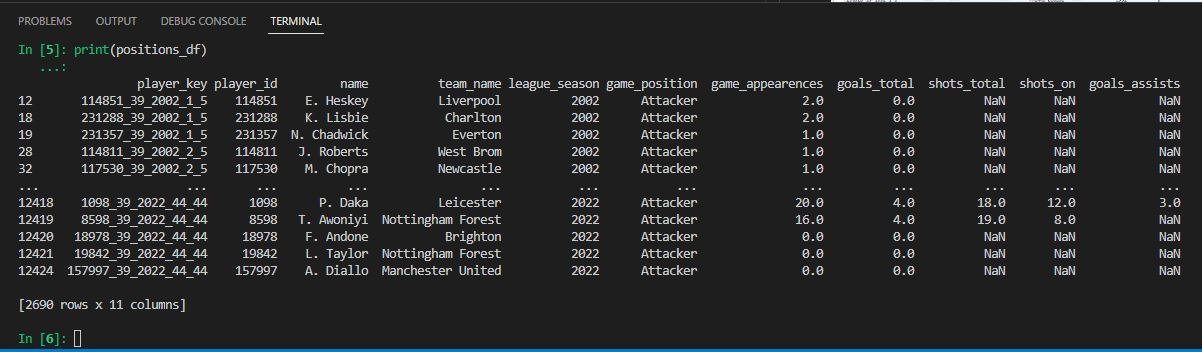 PROBLEMS OUTPUT DEBUG CONSOLE TERMINAL
In [5]: print(positions_df)
...:
player_key player_id name team_name league_season game_position game_appearences goals_total shots_total shots_on goals_assists
12 114851_39_2002_1_5 114851 E. Heskey Liverpool 2002 Attacker 2.0 0.0 NaN NaN NaN
18 231288_39_2002_1_5 231288 K. Lisbie Charlton 2002 Attacker 2.0 0.0 NaN NaN NaN
19 231357_39_2002_1_5 231357 N. Chadwick Everton 2002 Attacker 1.0 0.0 NaN NaN NaN
28 114811_39_2002_2_5 114811 J. Roberts West Brom 2002 Attacker 1.0 0.0 NaN NaN NaN
32 117530_39_2002_2_5 117530 M. Chopra Newcastle 2002 Attacker 1.0 0.0 NaN NaN NaN
... ... ... ... ... ... ... ... ... ... ... ...
12418 1098_39_2022_44_44 1098 P. Daka Leicester 2022 Attacker 20.0 4.0 18.0 12.0 3.0
12419 8598_39_2022_44_44 8598 T. Awoniyi Nottingham Forest 2022 Attacker 16.0 4.0 19.0 8.0 NaN
12420 18978_39_2022_44_44 18978 F. Andone Brighton 2022 Attacker 0.0 0.0 NaN NaN NaN
12421 19842_39_2022_44_44 19842 L. Taylor Nottingham Forest 2022 Attacker 0.0 0.0 NaN NaN NaN
12424 157997_39_2022_44_44 157997 A. Diallo Manchester United 2022 Attacker 0.0 0.0 NaN NaN NaN
[2690 rows x 11 columns]
In [6]: